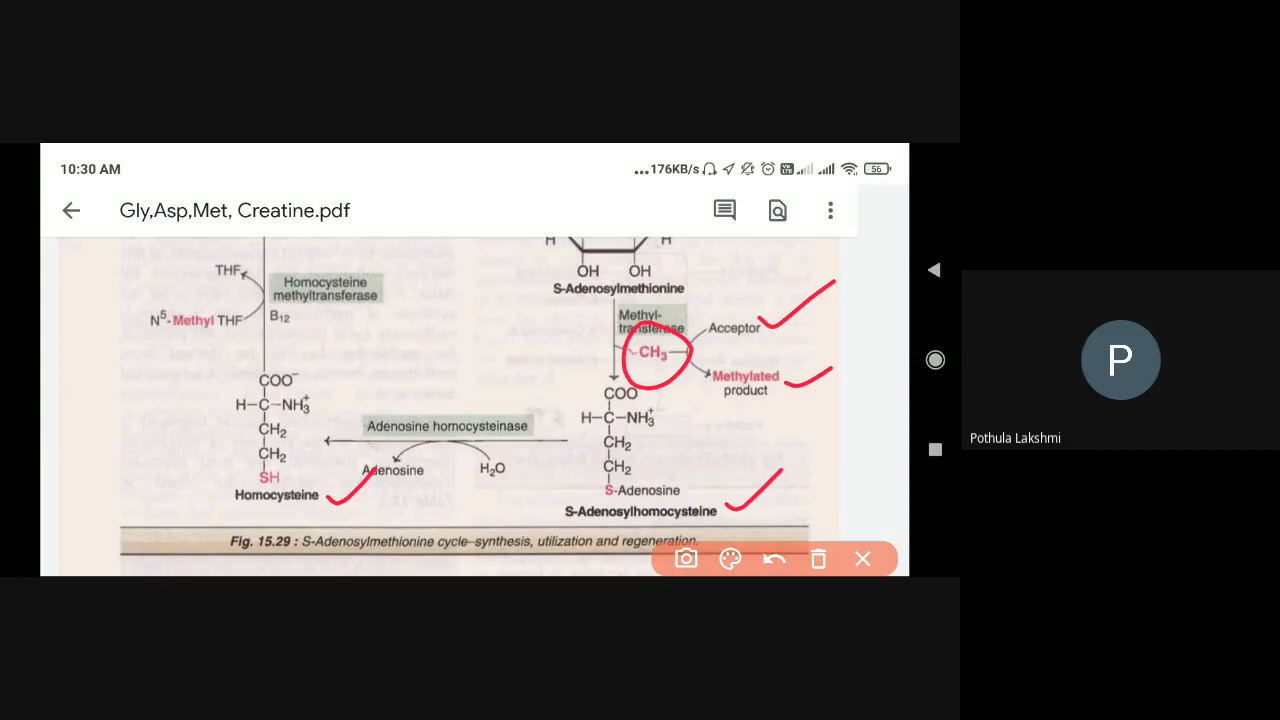 10:30 AM
...176KB/s
56
Gly,Asp,Met, Creatine.pdf
H H
OH OH
S-Adenosylmethionine
THF
Homocysteine
methyltransferase
N5-Methyl THF
B12
Methyl-
transferase
Acceptor
CH3
Methylated
product
COO-
H-C-NH3+
CH2
CH2
SH
Homocysteine
Adenosine homocysteinase
Adenosine
H2O
COO
H-C-NH3+
CH2
CH2
S-Adenosine
S-Adenosylhomocysteine
Fig. 15.29 : S-Adenosylmethionine cycle–synthesis, utilization and regeneration.
P
Pothula Lakshmi